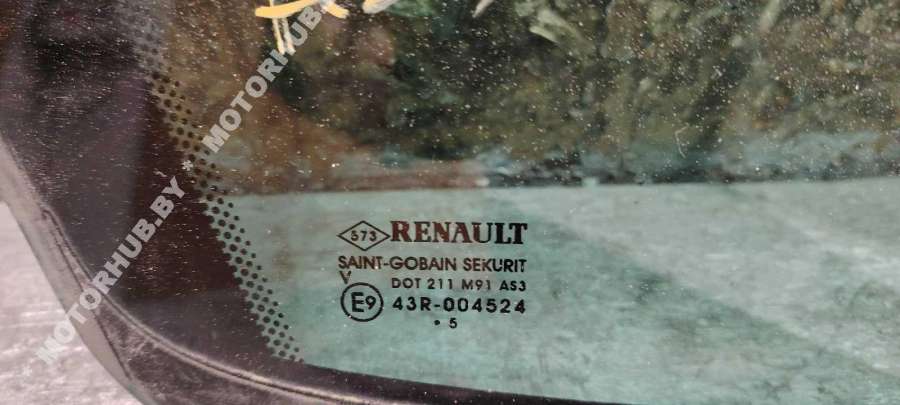 573 RENAULT
SAINT-GOBAIN SEKURIT
V DOT 211 M91 AS3
E9 43R-004524
• 5
* MOTORHUB.BY * MOTORHUB